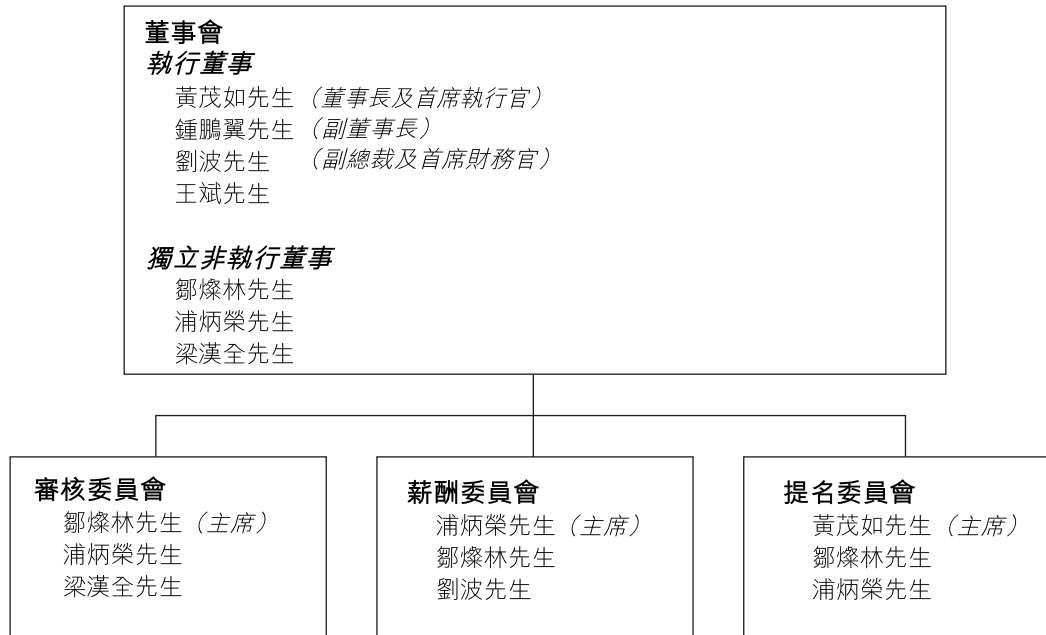 董事會
執行董事
黃茂如先生（董事長及首席執行官）
鍾鵬翼先生（副董事長）
劉波先生（副總裁及首席財務官）
王斌先生
獨立非執行董事
鄒燦林先生
浦炳榮先生
梁漢全先生
審核委員會
鄒燦林先生（主席）
浦炳榮先生
梁漢全先生
薪酬委員會
浦炳榮先生（主席）
鄒燦林先生
劉波先生
提名委員會
黃茂如先生（主席）
鄒燦林先生
浦炳榮先生